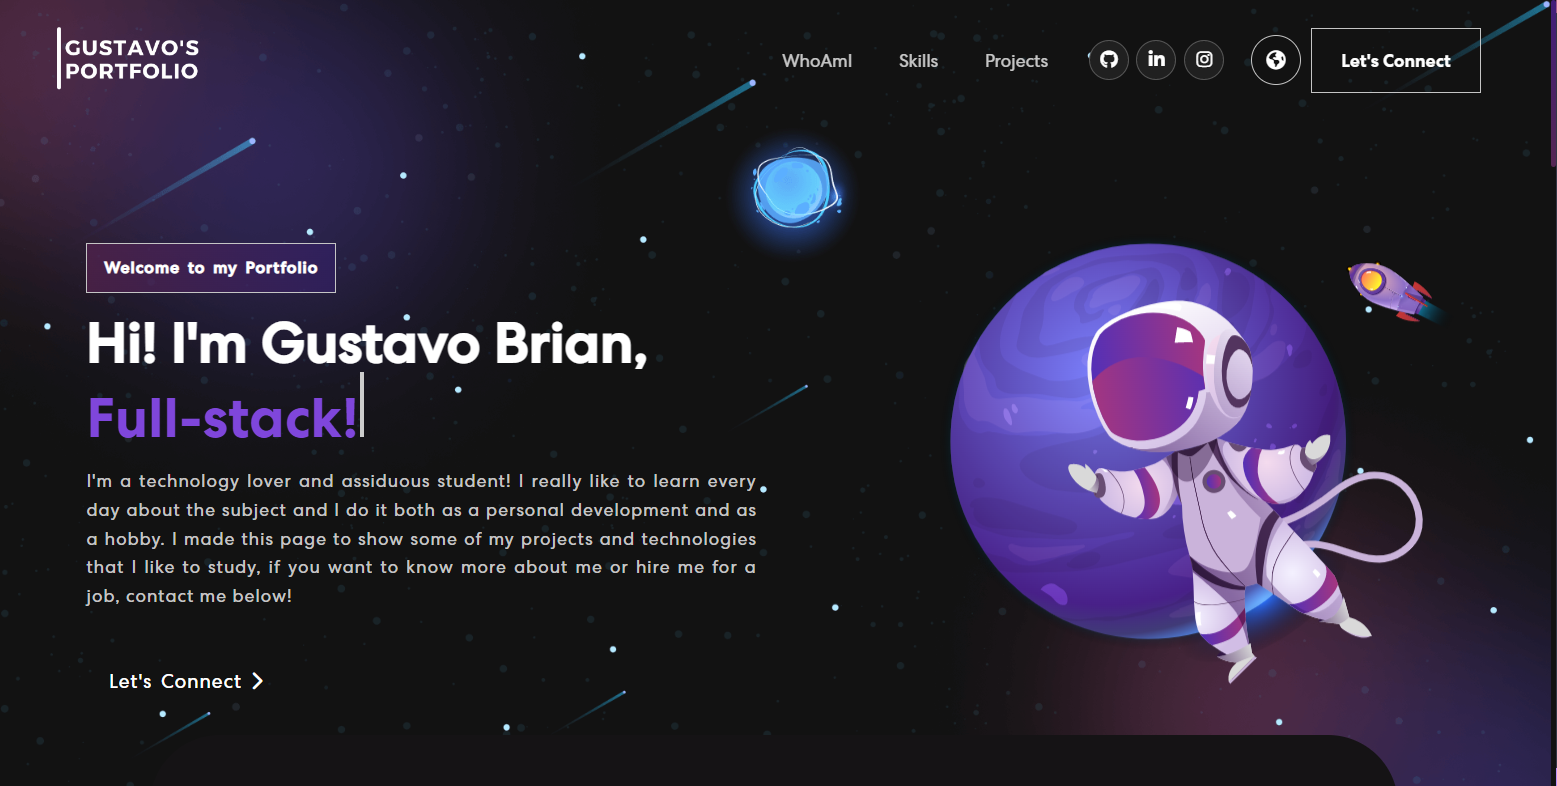 GUSTAVO'S
PORTFOLIO
WhoAmI
Skills
Projects
in
Let's Connect
Welcome to my Portfolio
Hi! I'm Gustavo Brian,
Full-stack!
I'm a technology lover and assiduous student! I really like to learn every
day about the subject and I do it both as a personal development and as
a hobby. I made this page to show some of my projects and technologies
that I like to study, if you want to know more about me or hire me for a
job, contact me below!
Let's Connect